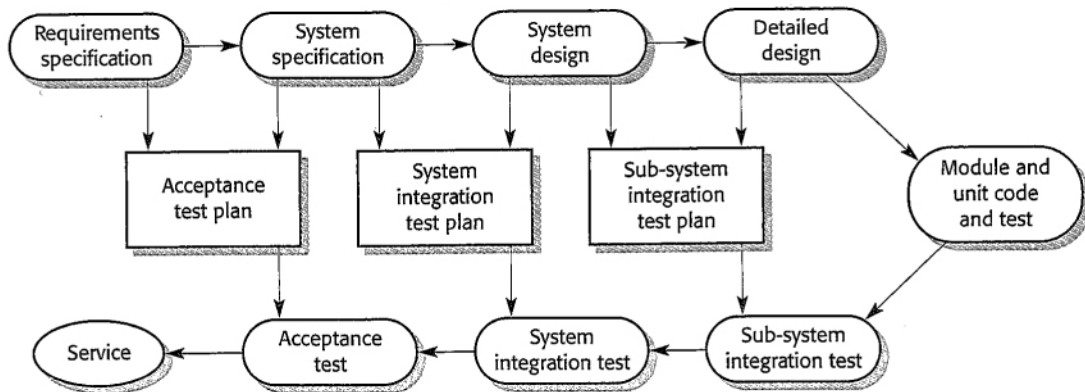 Requirements
specification
System
specification
System
design
Detailed
design
Acceptance
test plan
System
integration
test plan
Sub-system
integration
test plan
Module and
unit code
and test
Service
Acceptance
test
System
integration test
Sub-system
integration test